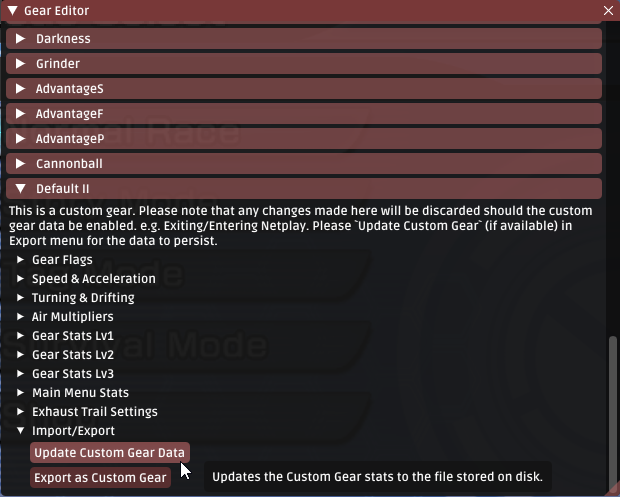 Gear Editor
Darkness
Grinder
AdvantageS
AdvantageF
AdvantageP
Cannonball
Default II
This is a custom gear. Please note that any changes made here will be discarded should the custom
gear data be enabled. e.g. Exiting/Entering Netplay. Please `Update Custom Gear` (if available) in
Export menu for the data to persist.
Gear Flags
Speed & Acceleration
Turning & Drifting
Air Multipliers
Gear Stats Lv1
Gear Stats Lv2
Gear Stats Lv3
Main Menu Stats
Exhaust Trail Settings
Import/Export
Update Custom Gear Data
Export as Custom Gear
Updates the Custom Gear stats to the file stored on disk.